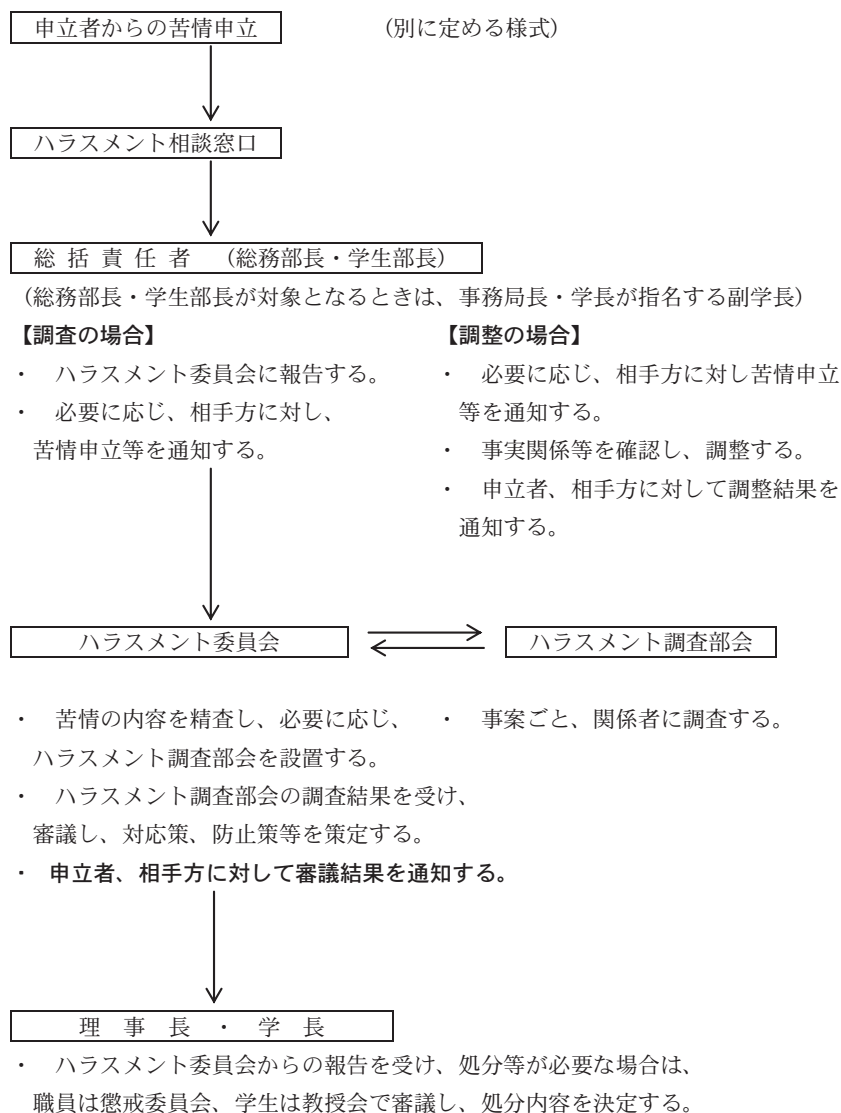 申立者からの苦情申立 (別に定める様式)
ハラスメント相談窓口
総括責任者 (総務部長・学生部長)
(総務部長・学生部長が対象となるときは、事務局長・学長が指名する副学長)
【調査の場合】
・ ハラスメント委員会に報告する。
・ 必要に応じ、相手方に対し、
苦情申立等を通知する。
【調整の場合】
・ 必要に応じ、相手方に対し苦情申立
等を通知する。
・ 事実関係等を確認し、調整する。
・ 申立者、相手方に対して調整結果を
通知する。
ハラスメント委員会
ハラスメント調査部会
・ 苦情の内容を精査し、必要に応じ、
ハラスメント調査部会を設置する。
・ ハラスメント調査部会の調査結果を受け、
審議し、対応策、防止策等を策定する。
・ 申立者、相手方に対して審議結果を通知する。
・ 事案ごと、関係者に調査する。
理事長・学長
・ ハラスメント委員会からの報告を受け、処分等が必要な場合は、
職員は懲戒委員会、学生は教授会で審議し、処分内容を決定する。